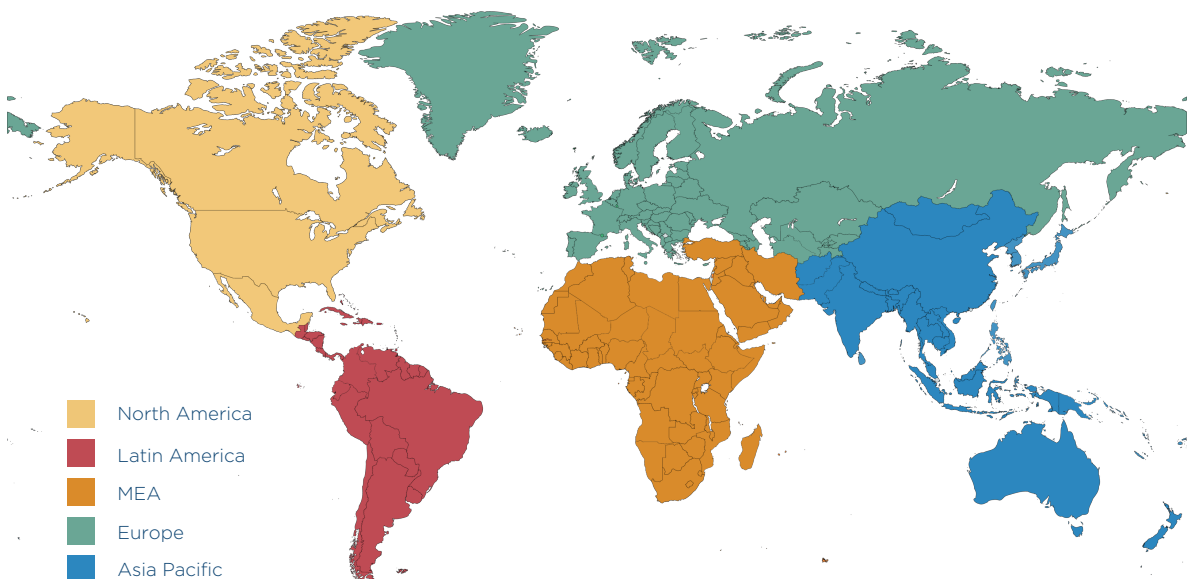 North America
Latin America
MEA
Europe
Asia Pacific